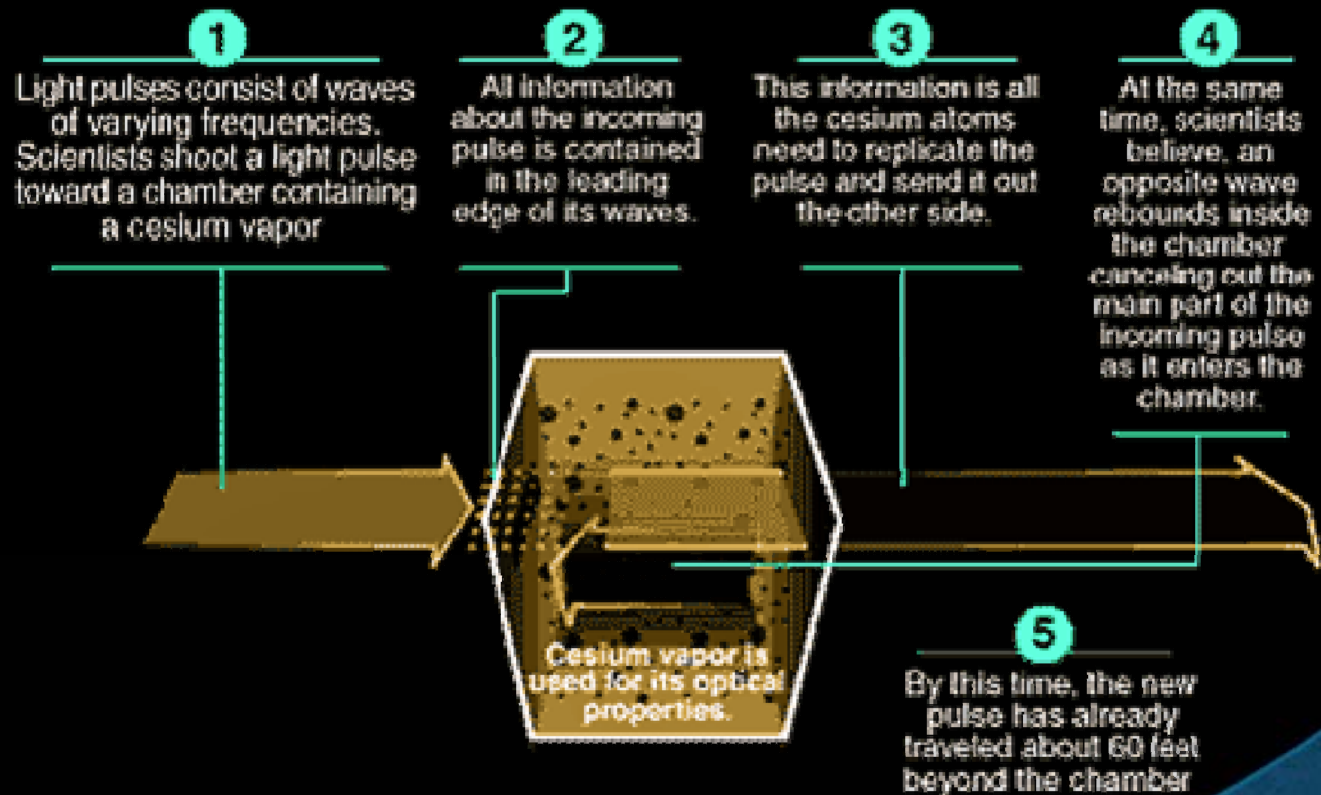 1
Light pulses consist of waves
of varying frequencies.
Scientists shoot a light pulse
toward a chamber containing
a cesium vapor
2
All information
about the incoming
pulse is contained
in the leading
edge of its waves.
3
This information is all
the cesium atoms
need to replicate the
pulse and send it out
the other side.
4
At the same
time, scientists
believe, an
opposite wave
rebounds inside
the chamber
canceling out the
main part of the
incoming pulse
as it enters the
chamber.
Cesium vapor is
used for its optical
properties.
5
By this time, the new
pulse has already
traveled about 60 feet
beyond the chamber